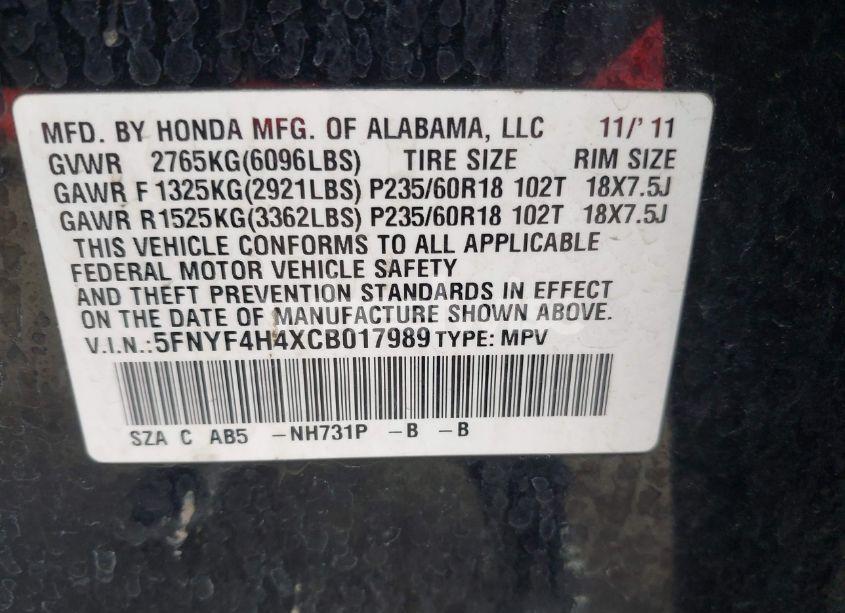 MFD. BY HONDA MFG. OF ALABAMA, LLC 11/'11
GVWR 2765KG(6096LBS) TIRE SIZE RIM SIZE
GAWR F 1325KG(2921LBS) P235/60R18 102T 18X7.5J
GAWR R1525KG(3362LBS) P235/60R18 102T 18X7.5J
THIS VEHICLE CONFORMS TO ALL APPLICABLE
FEDERAL MOTOR VEHICLE SAFETY
AND THEFT PREVENTION STANDARDS IN EFFECT
ON THE DATE OF MANUFACTURE SHOWN ABOVE.
V.I.N.:5FNYF4H4XCB017989 TYPE: MPV
SZA C AB5 -NH731P -B -B